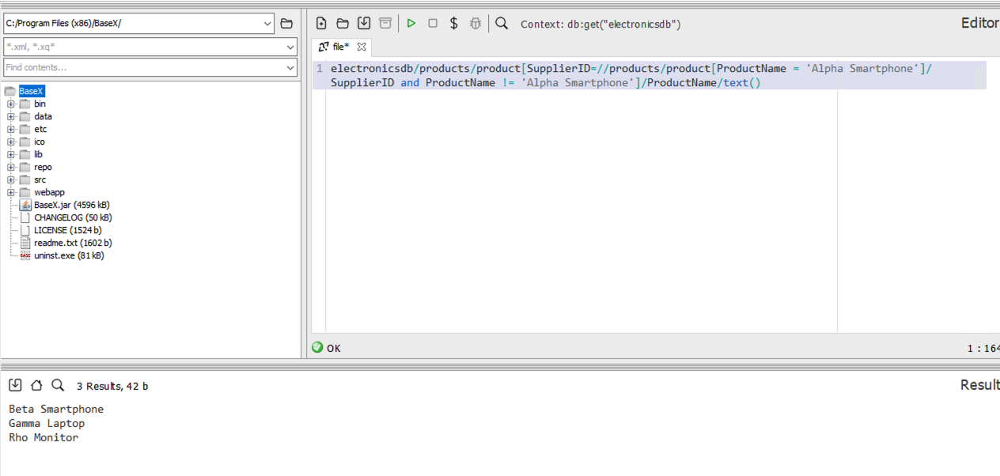 C:/Program Files (x86)/BaseX/
*.xml, *.xq*
Find contents...
BaseX
bin
data
etc
ico
lib
repo
src
webapp
BaseX.jar (4596 kB)
CHANGELOG (50 kB)
LICENSE (1524 b)
readme.txt (1602 b)
uninst.exe (81 kB)
$ Context: db:get("electronicsdb") Editor
file*
1 electronicsdb/products/product[SupplierID=//products/product[ProductName = 'Alpha Smartphone']/
SupplierID and ProductName != 'Alpha Smartphone']/ProductName/text()
OK 1 : 164
3 Results, 42 b Result
Beta Smartphone
Gamma Laptop
Rho Monitor